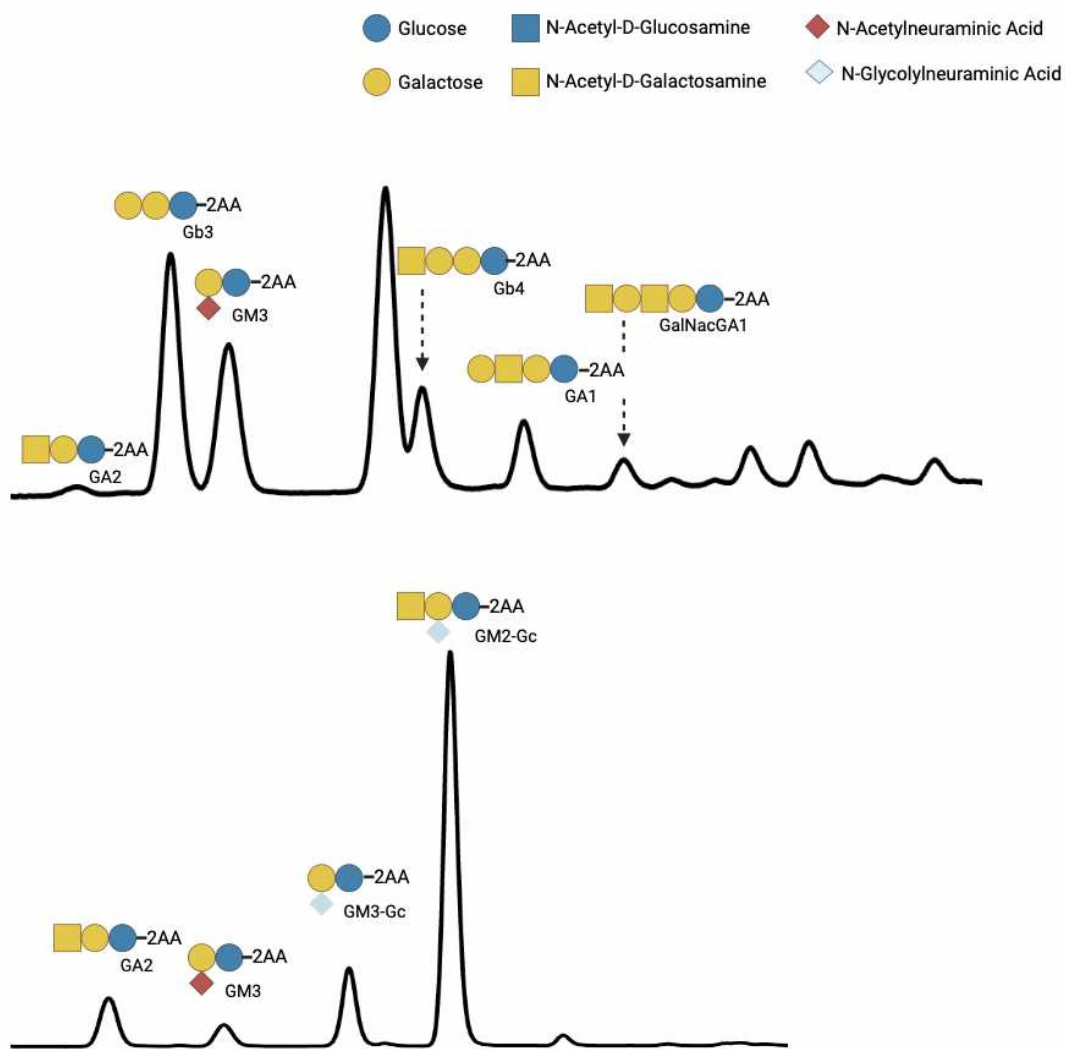 Glucose
N-Acetyl-D-Glucosamine
N-Acetylneuraminic Acid
Galactose
N-Acetyl-D-Galactosamine
N-Glycolylneuraminic Acid
-2AA
Gb3
-2AA
GM3
-2AA
Gb4
-2AA
GalNacGA1
-2AA
GA1
-2AA
GA2
-2AA
GM2-Gc
-2AA
GM3-Gc
-2AA
GA2
-2AA
GM3